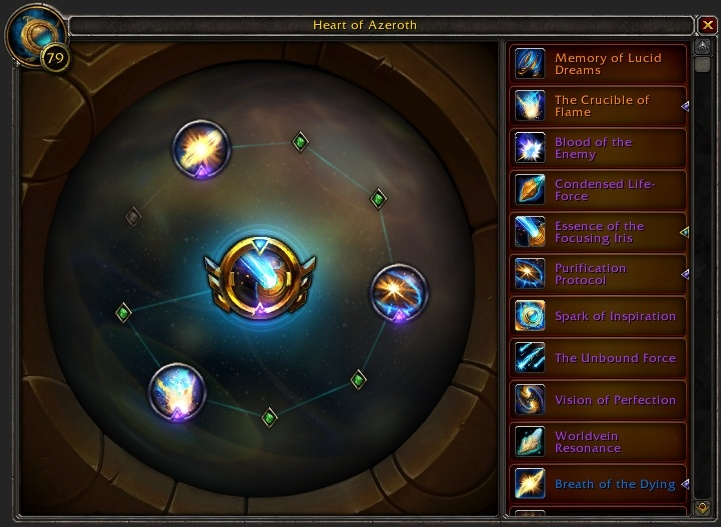 Heart of Azeroth
79
Memory of Lucid
Dreams
The Crucible of
Flame
Blood of the
Enemy
Condensed Life-
Force
Essence of the
Focusing Iris
Purification
Protocol
Spark of Inspiration
The Unbound Force
Vision of Perfection
Worldvein
Resonance
Breath of the Dying